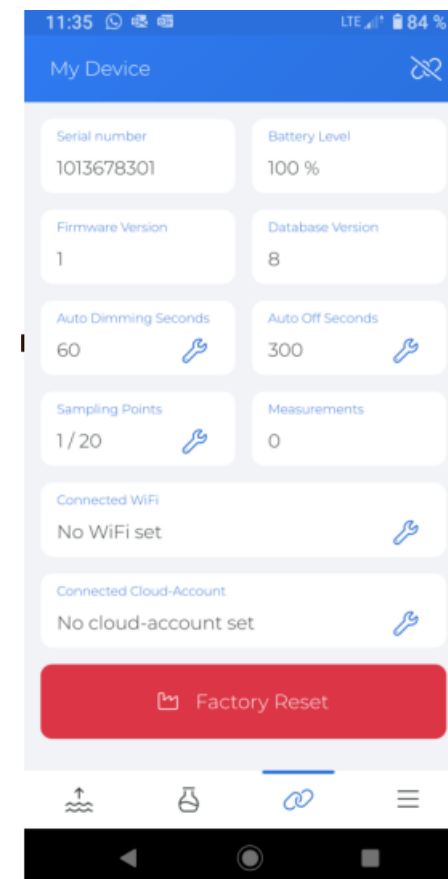 11:35 LTE 84 %
My Device
Serial number
1013678301
Battery Level
100 %
Firmware Version
1
Database Version
8
Auto Dimming Seconds
60
Auto Off Seconds
300
Sampling Points
1 / 20
Measurements
0
Connected WiFi
No WiFi set
Connected Cloud-Account
No cloud-account set
Factory Reset